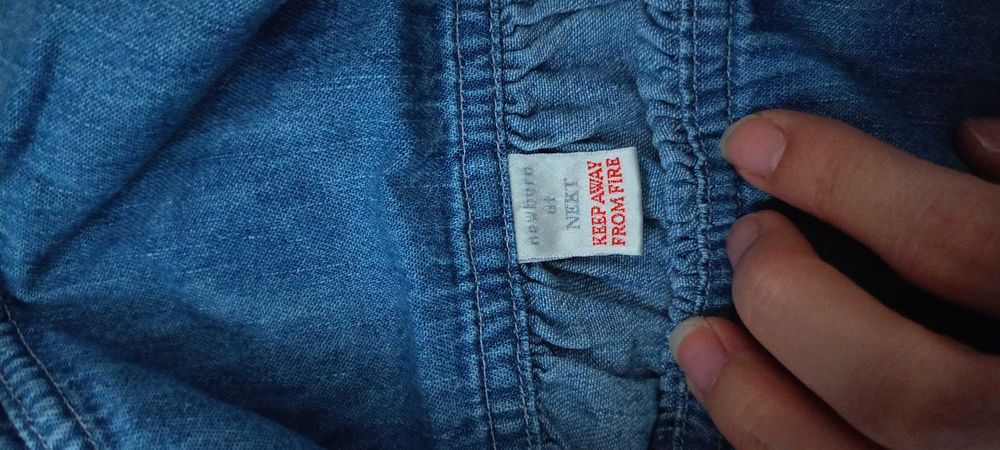 newborn
at
NEXT
KEEP AWAY
FROM FIRE